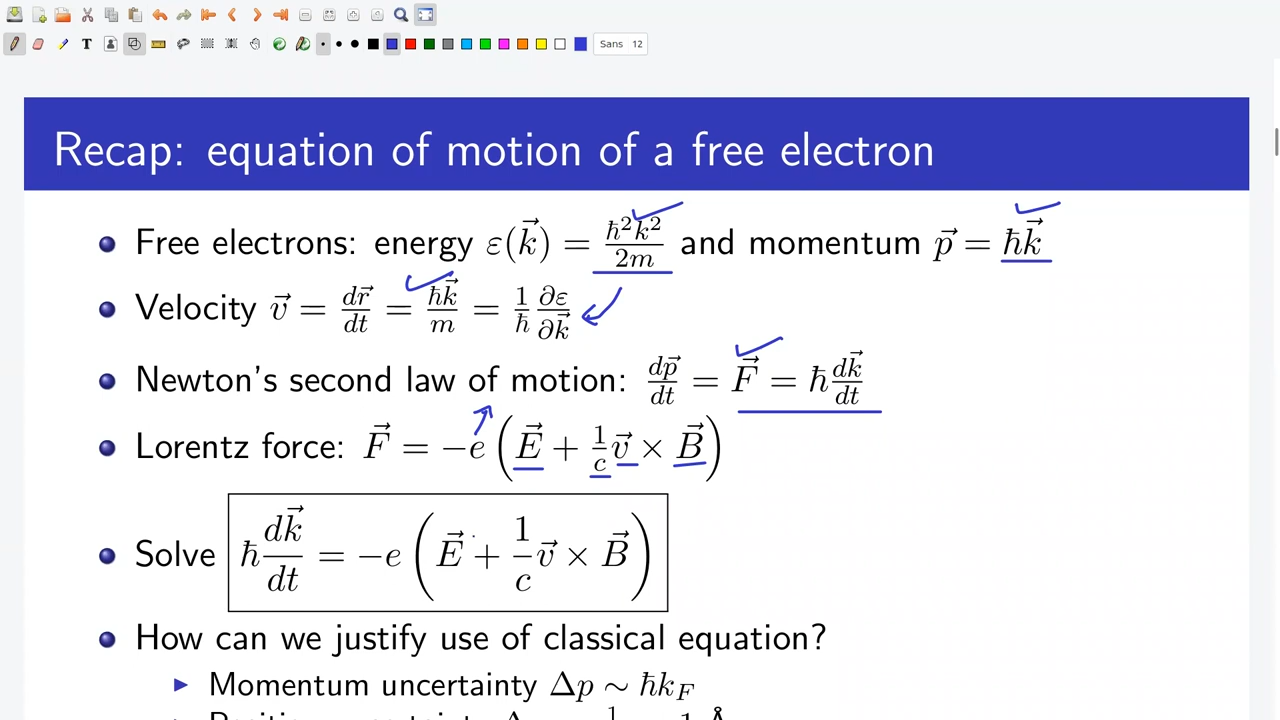 T
Sans 12
Recap: equation of motion of a free electron
Free electrons: energy ε(k⃗) = ħ²k²/2m and momentum p⃗ = ħk⃗
Velocity v⃗ = dr⃗/dt = ħk⃗/m = 1/ħ ∂ε/∂k⃗
Newton's second law of motion: dp⃗/dt = F⃗ = ħ dk⃗/dt
Lorentz force: F⃗ = −e (E⃗ + 1/c v⃗ × B⃗)
Solve ħ dk⃗/dt = −e (E⃗ + 1/c v⃗ × B⃗)
How can we justify use of classical equation?
Momentum uncertainty Δp ∼ ħk_F